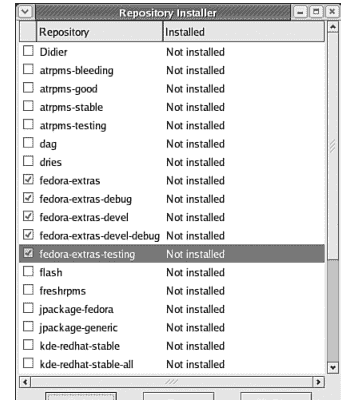 Repository Installer
Repository Installed
Didier Not installed
atrpms-bleeding Not installed
atrpms-good Not installed
atrpms-stable Not installed
atrpms-testing Not installed
dag Not installed
dries Not installed
fedora-extras Not installed
fedora-extras-debug Not installed
fedora-extras-devel Not installed
fedora-extras-devel-debug Not installed
fedora-extras-testing Not installed
flash Not installed
freshrpms Not installed
jpackage-fedora Not installed
jpackage-generic Not installed
kde-redhat-stable Not installed
kde-redhat-stable-all Not installed